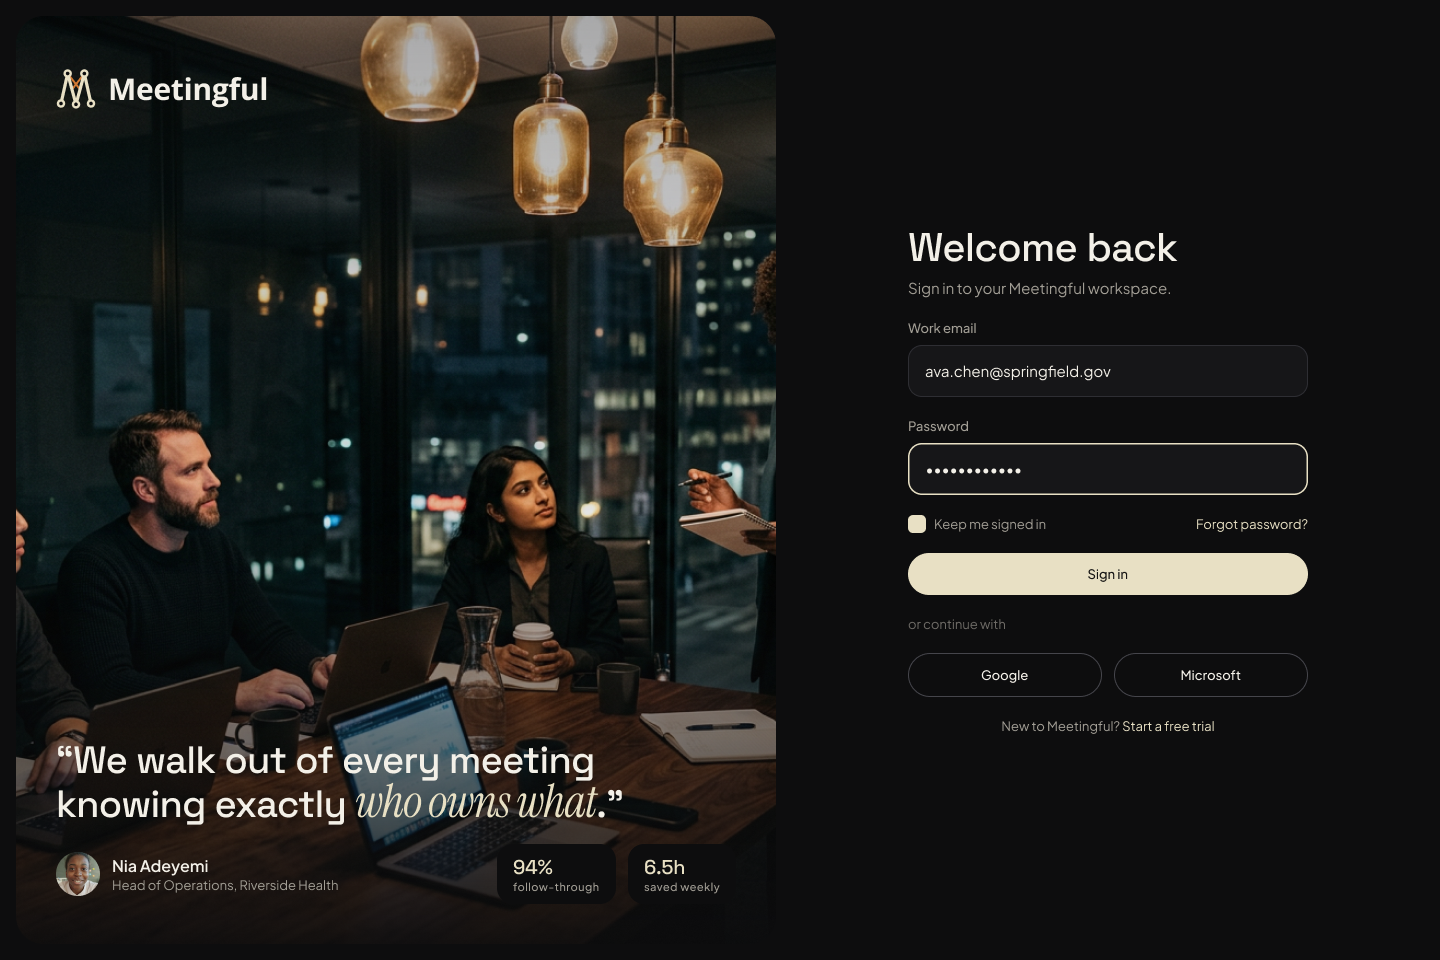 Meetingful
“We walk out of every meeting
knowing exactly who owns what.”
Nia Adeyemi
Head of Operations, Riverside Health
94%
follow-through
6.5h
saved weekly
Welcome back
Sign in to your Meetingful workspace.
Work email
ava.chen@springfield.gov
Password
••••••••••••
Keep me signed in
Forgot password?
Sign in
or continue with
Google
Microsoft
New to Meetingful? Start a free trial